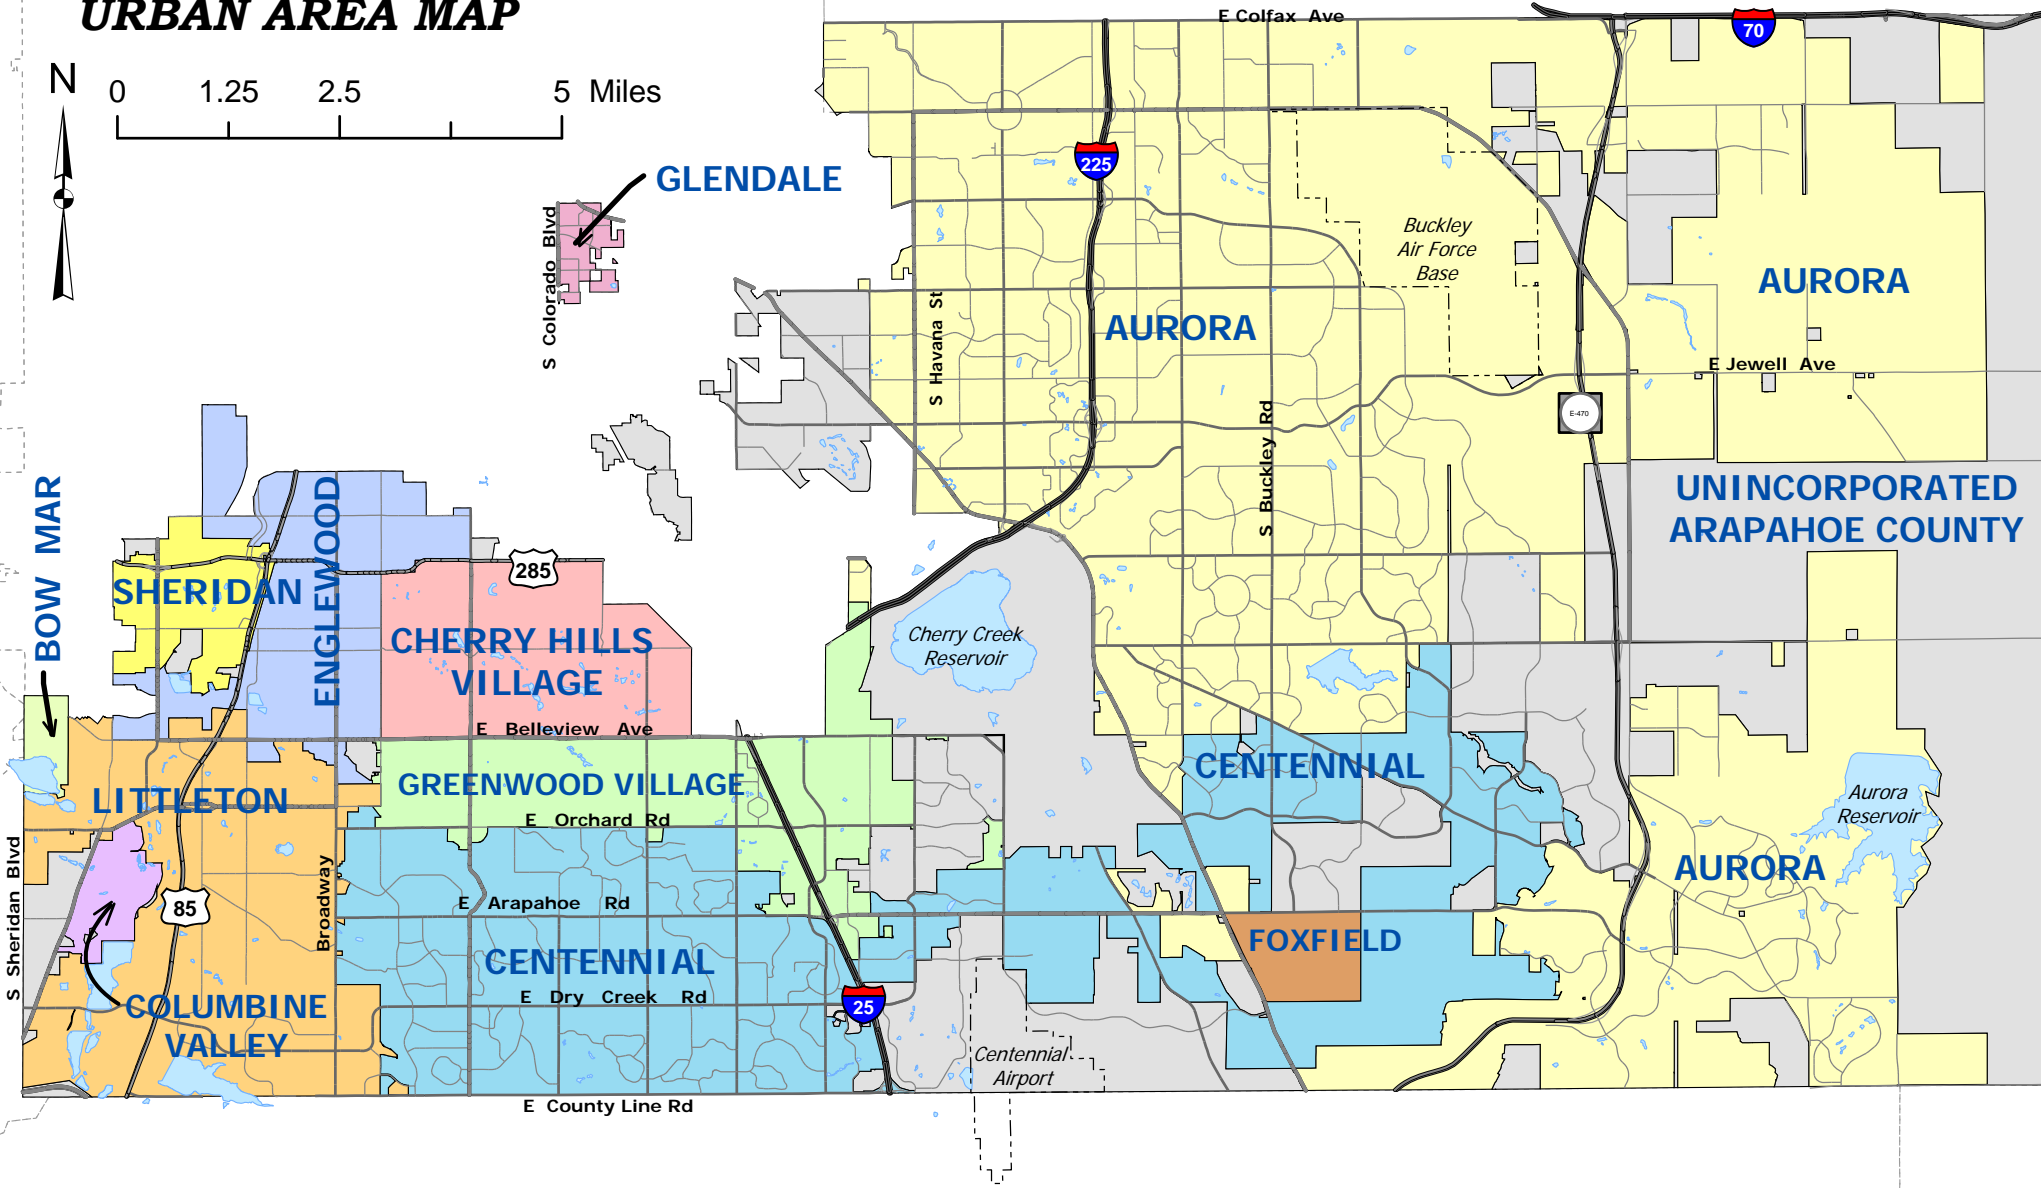 URBAN AREA MAP
E Colfax Ave
70
N
0 1.25 2.5 5 Miles
225
GLENDALE
S Colorado Blvd
Buckley
Air Force
Base
AURORA
S Havana St
AURORA
E Jewell Ave
S Buckley Rd
E-470
UNINCORPORATED
ARAPAHOE COUNTY
BOW MAR
ENGLEWOOD
285
SHERIDAN
CHERRY HILLS
VILLAGE
Cherry Creek
Reservoir
E Belleview Ave
GREENWOOD VILLAGE
CENTENNIAL
LITTLETON
E Orchard Rd
Aurora
Reservoir
S Sheridan Blvd
Broadway
AURORA
85
E Arapahoe Rd
FOXFIELD
CENTENNIAL
E Dry Creek Rd
25
COLUMBINE
VALLEY
Centennial
Airport
E County Line Rd